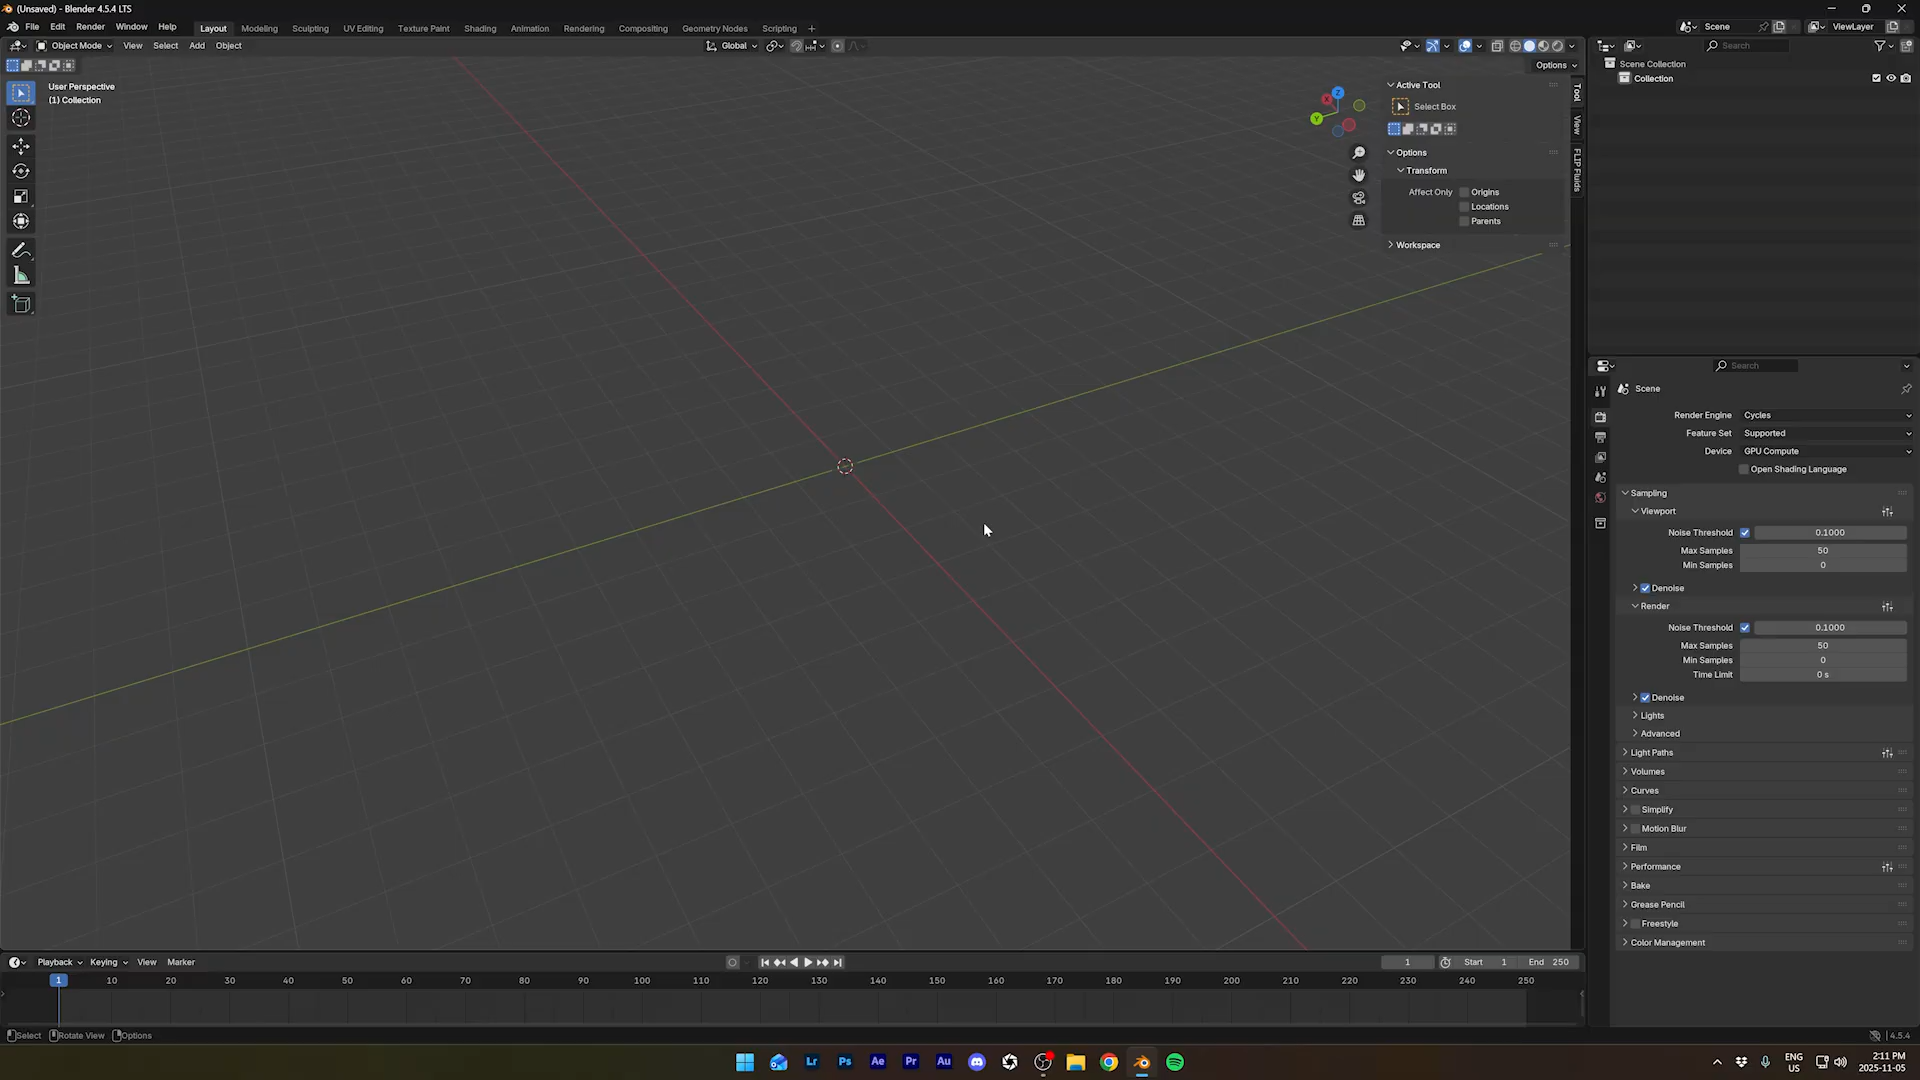 (Unsaved) - Blender 4.5.4 LTS
File Edit Render Window Help Layout Modeling Sculpting UV Editing Texture Paint Shading Animation Rendering Compositing Geometry Nodes Scripting + Scene ViewLayer
Object Mode View Select Add Object Global Search
Options
User Perspective
(1) Collection
Z
X
Y
Active Tool
Select Box
Options
Transform
Affect Only Origins
Locations
Parents
Workspace
Tool
View
FLIP Fluids
Scene Collection
Collection
Search
Scene
Render Engine Cycles
Feature Set Supported
Device GPU Compute
Open Shading Language
Sampling
Viewport
Noise Threshold 0.1000
Max Samples 50
Min Samples 0
Denoise
Render
Noise Threshold 0.1000
Max Samples 50
Min Samples 0
Time Limit 0 s
Denoise
Lights
Advanced
Light Paths
Volumes
Curves
Simplify
Motion Blur
Film
Performance
Bake
Grease Pencil
Freestyle
Color Management
Playback Keying View Marker 1 Start 1 End 250
1 10 20 30 40 50 60 70 80 90 100 110 120 130 140 150 160 170 180 190 200 210 220 230 240 250
Select Rotate View Options 4.5.4
Lr Ps Ae Pr Au
ENG
US
2:11 PM
2025-11-05